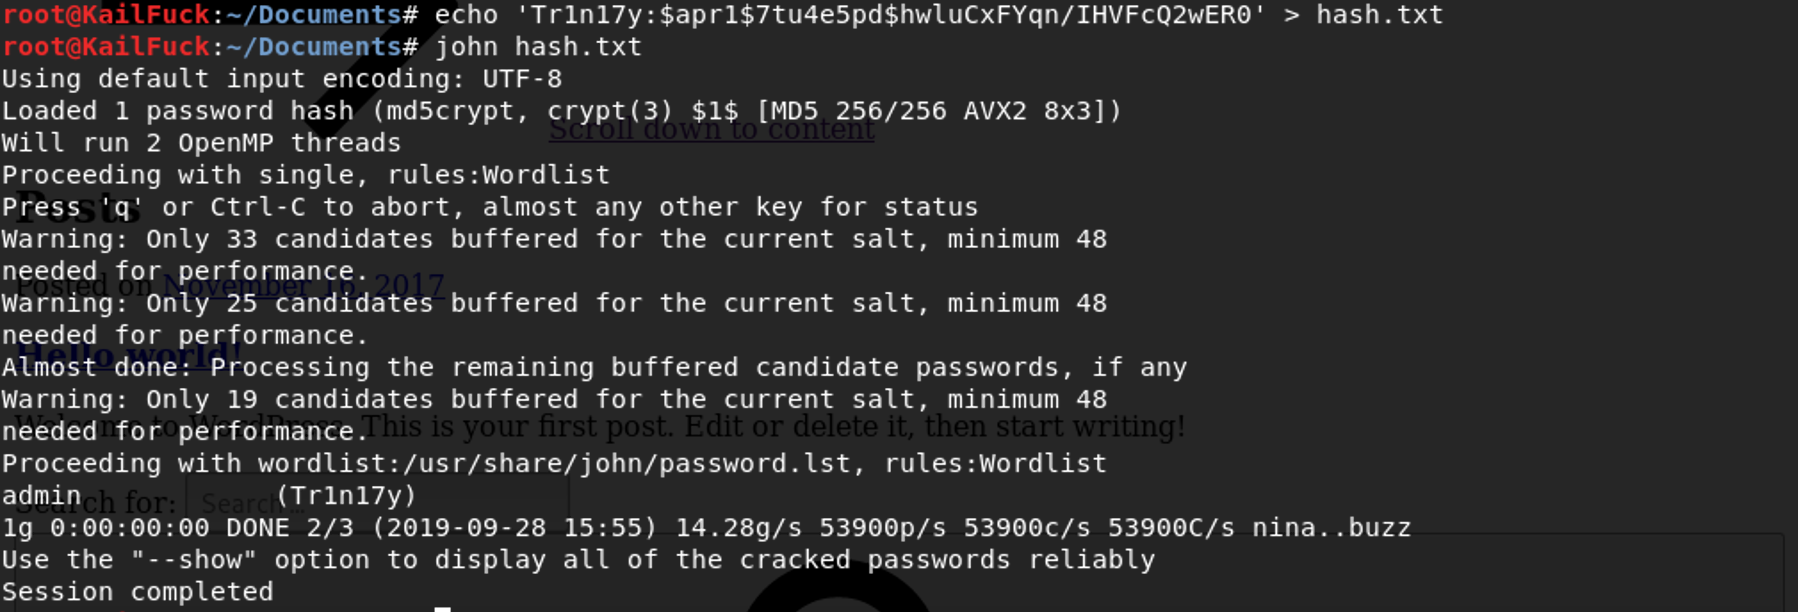 root@KailFuck:~/Documents# echo 'Tr1n17y:$apr1$7tu4e5pd$hwluCxFYqn/IHVFcQ2wER0' > hash.txt
root@KailFuck:~/Documents# john hash.txt
Using default input encoding: UTF-8
Loaded 1 password hash (md5crypt, crypt(3) $1$ [MD5 256/256 AVX2 8x3])
Scroll down to content
Will run 2 OpenMP threads
Proceeding with single, rules:Wordlist
Posts
Press 'q' or Ctrl-C to abort, almost any other key for status
Warning: Only 33 candidates buffered for the current salt, minimum 48
needed for performance.
Posted on November 16, 2017
Warning: Only 25 candidates buffered for the current salt, minimum 48
needed for performance.
Hello world!
Almost done: Processing the remaining buffered candidate passwords, if any
Warning: Only 19 candidates buffered for the current salt, minimum 48
needed for performance.
Welcome to WordPress. This is your first post. Edit or delete it, then start writing!
Proceeding with wordlist:/usr/share/john/password.lst, rules:Wordlist
admin            (Tr1n17y)
Search for: Search …
1g 0:00:00:00 DONE 2/3 (2019-09-28 15:55) 14.28g/s 53900p/s 53900c/s 53900C/s nina..buzz
Use the "--show" option to display all of the cracked passwords reliably
Session completed